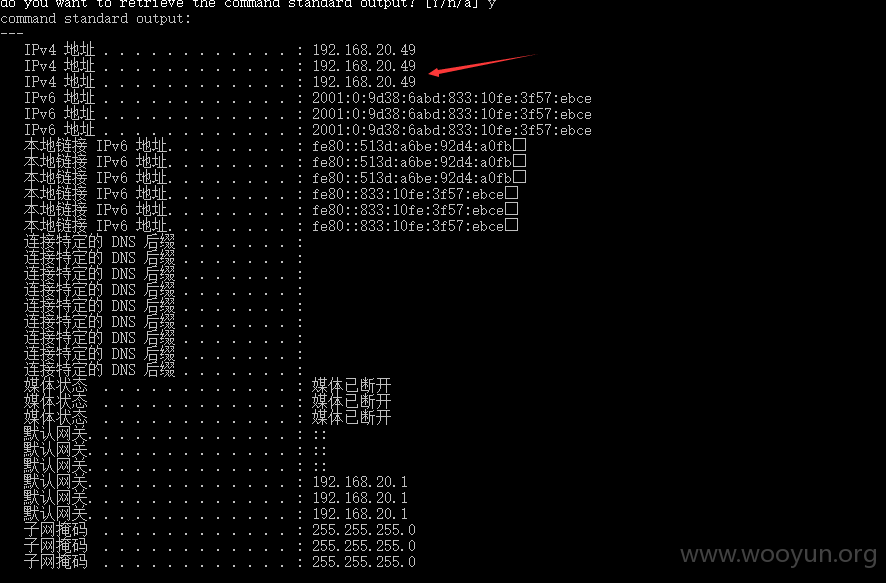 do you want to retrieve the command standard output? [Y/n/a] y
command standard output:
---
IPv4 地址 . . . . . . . . . . . . : 192.168.20.49
IPv4 地址 . . . . . . . . . . . . : 192.168.20.49
IPv4 地址 . . . . . . . . . . . . : 192.168.20.49
IPv6 地址 . . . . . . . . . . . . : 2001:0:9d38:6abd:833:10fe:3f57:ebce
IPv6 地址 . . . . . . . . . . . . : 2001:0:9d38:6abd:833:10fe:3f57:ebce
IPv6 地址 . . . . . . . . . . . . : 2001:0:9d38:6abd:833:10fe:3f57:ebce
本地链接 IPv6 地址. . . . . . . . : fe80::513d:a6be:92d4:a0fb□
本地链接 IPv6 地址. . . . . . . . : fe80::513d:a6be:92d4:a0fb□
本地链接 IPv6 地址. . . . . . . . : fe80::513d:a6be:92d4:a0fb□
本地链接 IPv6 地址. . . . . . . . : fe80::833:10fe:3f57:ebce□
本地链接 IPv6 地址. . . . . . . . : fe80::833:10fe:3f57:ebce□
本地链接 IPv6 地址. . . . . . . . : fe80::833:10fe:3f57:ebce□
连接特定的 DNS 后缀 . . . . . . . :
连接特定的 DNS 后缀 . . . . . . . :
连接特定的 DNS 后缀 . . . . . . . :
连接特定的 DNS 后缀 . . . . . . . :
连接特定的 DNS 后缀 . . . . . . . :
连接特定的 DNS 后缀 . . . . . . . :
连接特定的 DNS 后缀 . . . . . . . :
连接特定的 DNS 后缀 . . . . . . . :
连接特定的 DNS 后缀 . . . . . . . :
媒体状态 . . . . . . . . . . . . : 媒体已断开
媒体状态 . . . . . . . . . . . . : 媒体已断开
媒体状态 . . . . . . . . . . . . : 媒体已断开
默认网关. . . . . . . . . . . . . : ::
默认网关. . . . . . . . . . . . . : ::
默认网关. . . . . . . . . . . . . : ::
默认网关. . . . . . . . . . . . . : 192.168.20.1
默认网关. . . . . . . . . . . . . : 192.168.20.1
默认网关. . . . . . . . . . . . . : 192.168.20.1
子网掩码 . . . . . . . . . . . . : 255.255.255.0
子网掩码 . . . . . . . . . . . . : 255.255.255.0
子网掩码 . . . . . . . . . . . . : 255.255.255.0
www.wooyun.org